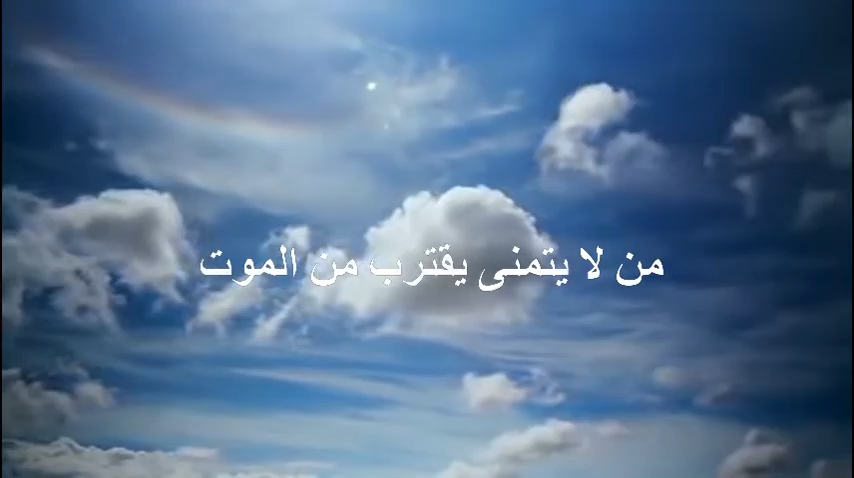 من لا يتمنى يقترب من الموت